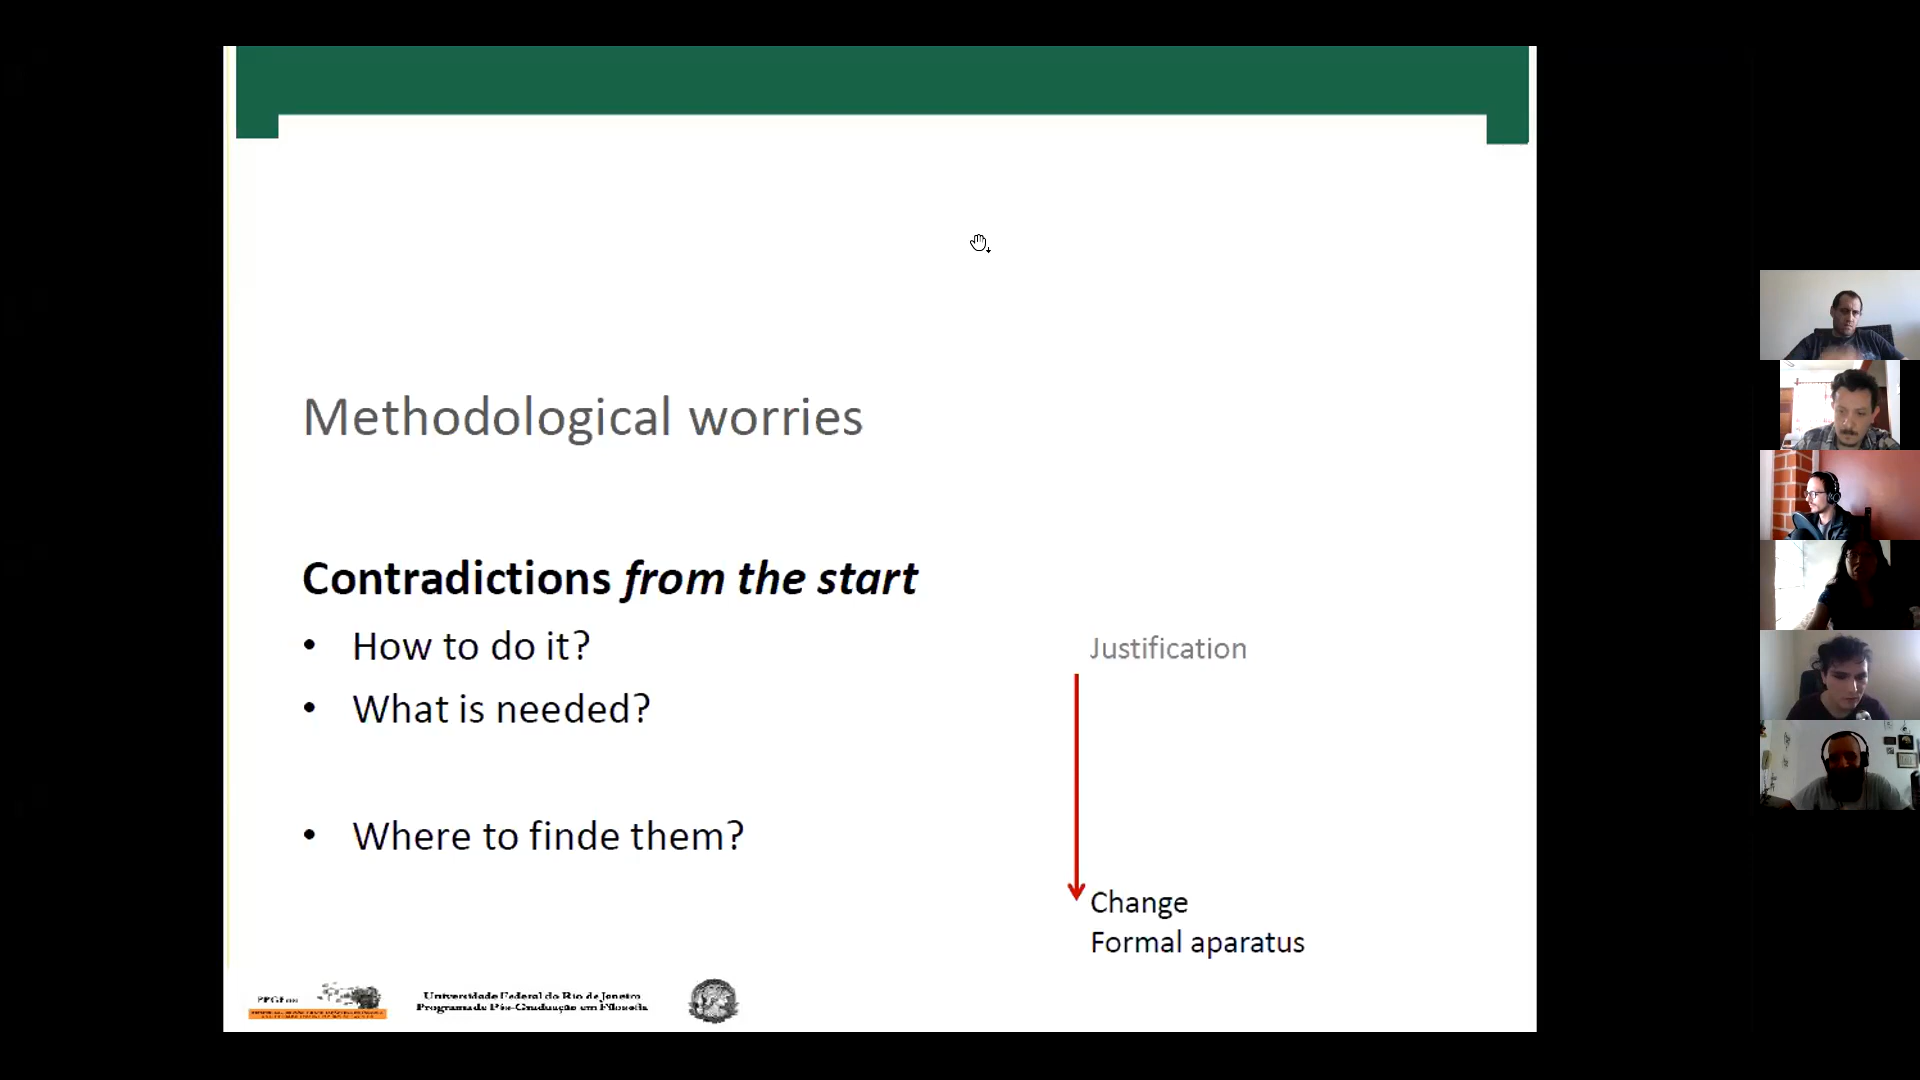 Methodological worries
Contradictions from the start
• How to do it?
• What is needed?
• Where to finde them?
Justification
Change
Formal aparatus
Universidade Federal do Rio de Janeiro
Programa de Pós-Graduação em Filosofia